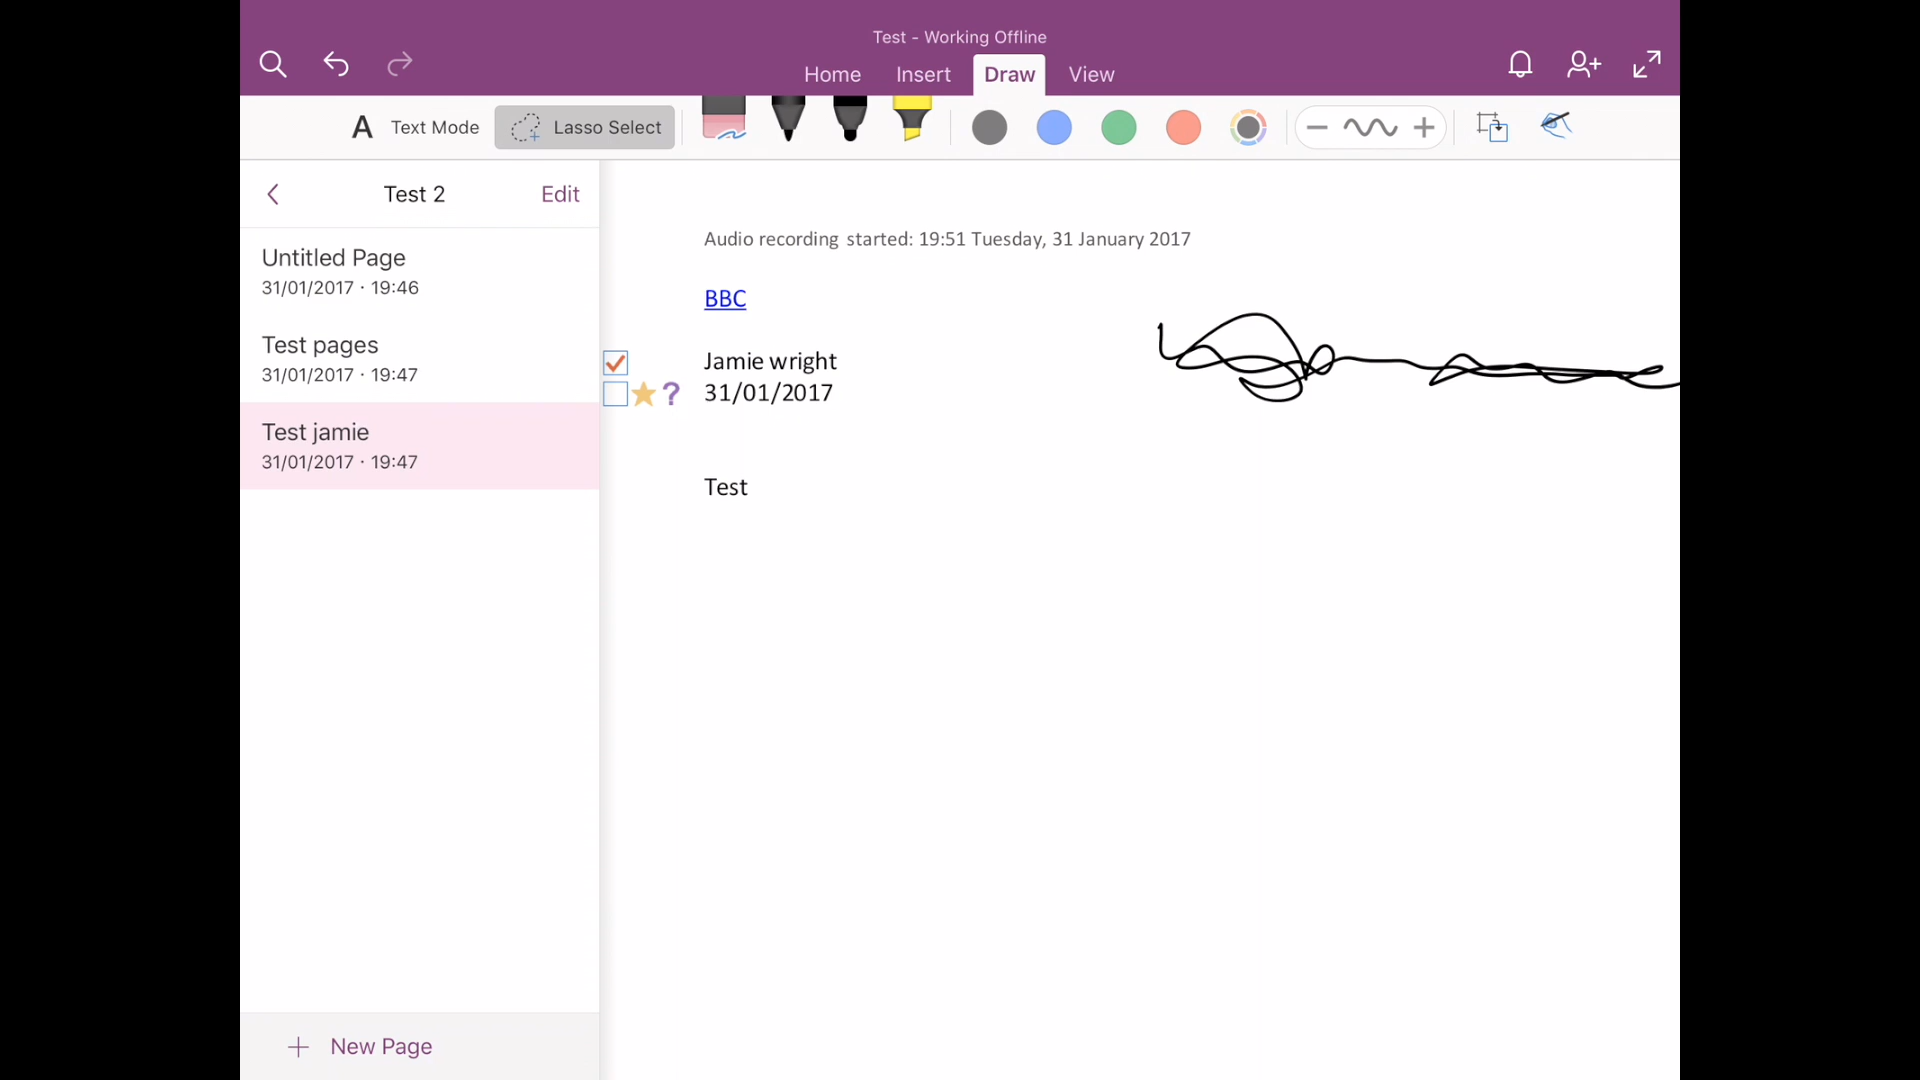 Test - Working Offline
Home Insert Draw View
A Text Mode Lasso Select
Test 2 Edit
Untitled Page
31/01/2017 · 19:46
Test pages
31/01/2017 · 19:47
Test jamie
31/01/2017 · 19:47
New Page
Audio recording started: 19:51 Tuesday, 31 January 2017
BBC
Jamie wright
? 31/01/2017
Test